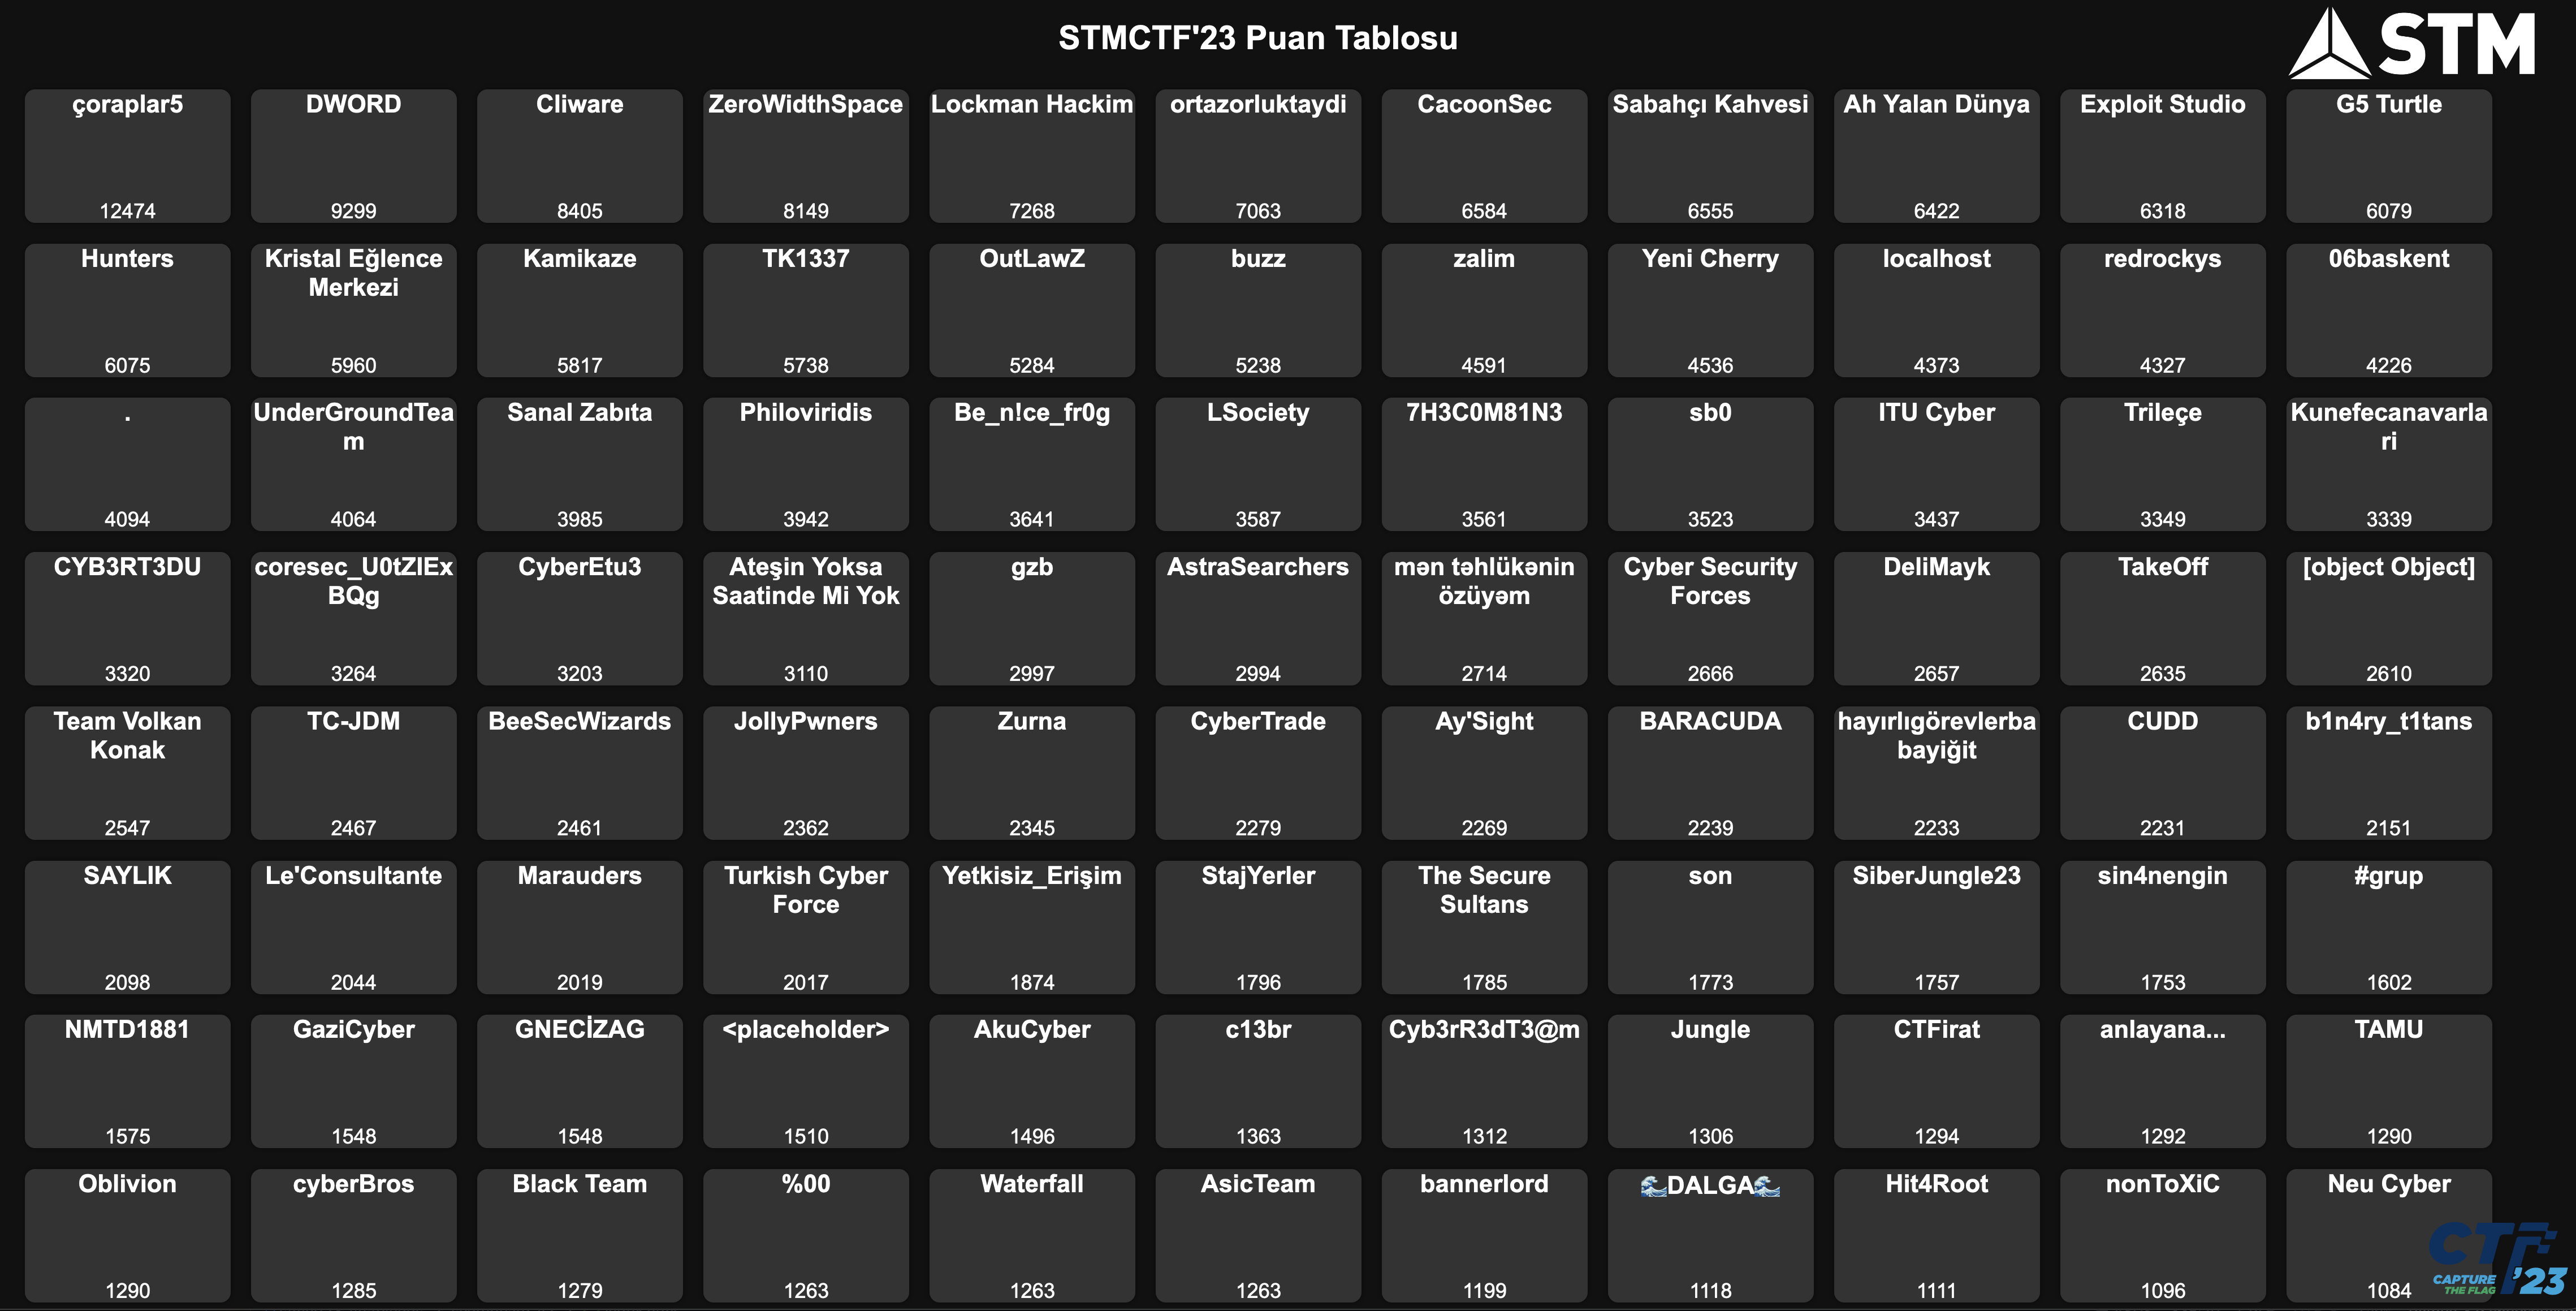 STMCTF'23 Puan Tablosu
STM
çoraplar5
12474
DWORD
9299
Cliware
8405
ZeroWidthSpace
8149
Lockman Hackim
7268
ortazorluktaydi
7063
CacoonSec
6584
Sabahçı Kahvesi
6555
Ah Yalan Dünya
6422
Exploit Studio
6318
G5 Turtle
6079
Hunters
6075
Kristal Eğlence
Merkezi
5960
Kamikaze
5817
TK1337
5738
OutLawZ
5284
buzz
5238
zalim
4591
Yeni Cherry
4536
localhost
4373
redrockys
4327
06baskent
4226
.
4094
UnderGroundTea
m
4064
Sanal Zabıta
3985
Philoviridis
3942
Be_n!ce_fr0g
3641
LSociety
3587
7H3C0M81N3
3561
sb0
3523
ITU Cyber
3437
Trileçe
3349
Kunefecanavarla
ri
3339
CYB3RT3DU
3320
coresec_U0tZIEx
BQg
3264
CyberEtu3
3203
Ateşin Yoksa
Saatinde Mi Yok
3110
gzb
2997
AstraSearchers
2994
mən təhlükənin
özüyəm
2714
Cyber Security
Forces
2666
DeliMayk
2657
TakeOff
2635
[object Object]
2610
Team Volkan
Konak
2547
TC-JDM
2467
BeeSecWizards
2461
JollyPwners
2362
Zurna
2345
CyberTrade
2279
Ay'Sight
2269
BARACUDA
2239
hayırlıgörevlerba
bayiğit
2233
CUDD
2231
b1n4ry_t1tans
2151
SAYLIK
2098
Le'Consultante
2044
Marauders
2019
Turkish Cyber
Force
2017
Yetkisiz_Erişim
1874
StajYerler
1796
The Secure
Sultans
1785
son
1773
SiberJungle23
1757
sin4nengin
1753
#grup
1602
NMTD1881
1575
GaziCyber
1548
GNECİZAG
1548
<placeholder>
1510
AkuCyber
1496
c13br
1363
Cyb3rR3dT3@m
1312
Jungle
1306
CTFirat
1294
anlayana...
1292
TAMU
1290
Oblivion
1290
cyberBros
1285
Black Team
1279
%00
1263
Waterfall
1263
AsicTeam
1263
bannerlord
1199
🌊DALGA🌊
1118
Hit4Root
1111
nonToXiC
1096
Neu Cyber
1084
CTF
CAPTURE
THE FLAG
'23